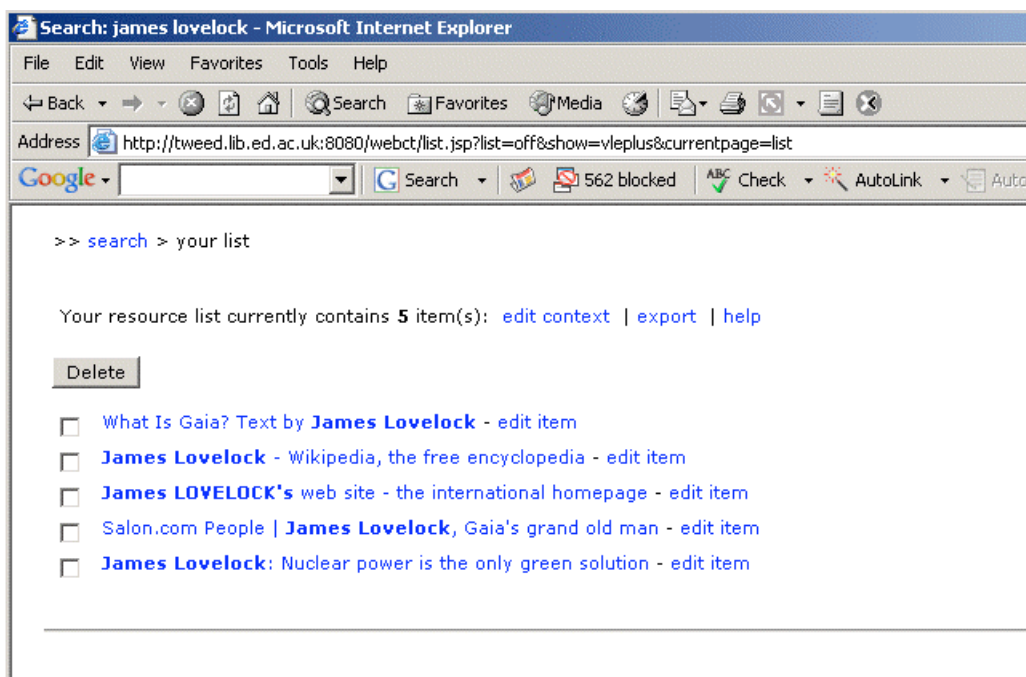 Search: james lovelock - Microsoft Internet Explorer
File Edit View Favorites Tools Help
Back Search Favorites Media
Address http://tweed.lib.ed.ac.uk:8080/webct/list.jsp?list=off&show=vleplus&currentpage=list
Google Search 562 blocked ABC Check AutoLink
>> search > your list
Your resource list currently contains 5 item(s): edit context | export | help
Delete
What Is Gaia? Text by James Lovelock - edit item
James Lovelock - Wikipedia, the free encyclopedia - edit item
James LOVELOCK's web site - the international homepage - edit item
Salon.com People | James Lovelock, Gaia's grand old man - edit item
James Lovelock: Nuclear power is the only green solution - edit item